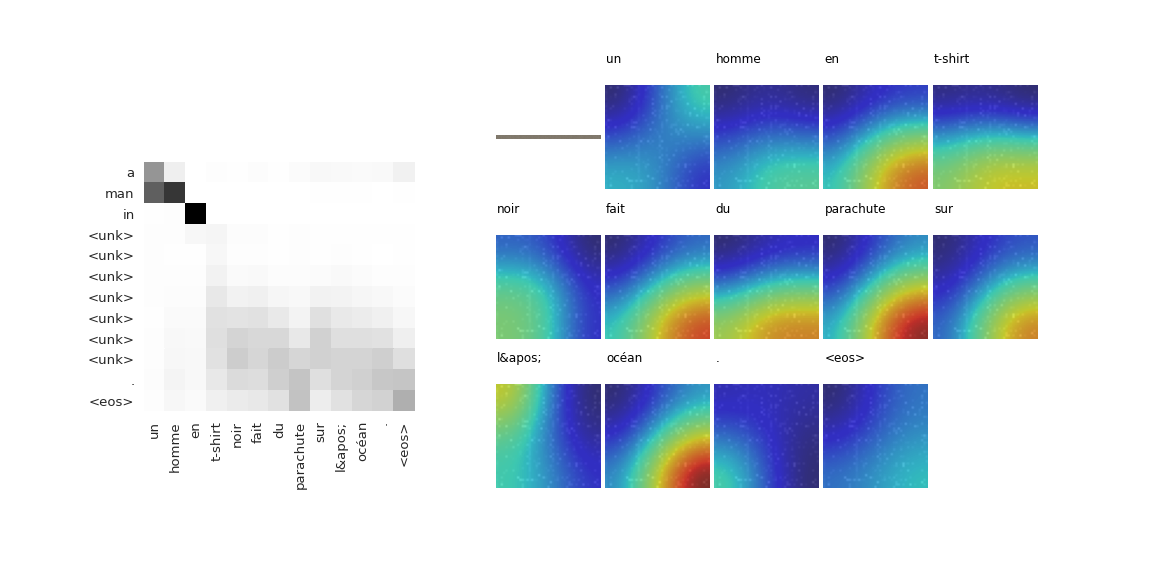 a
man
in
<unk>
<unk>
<unk>
<unk>
<unk>
<unk>
<unk>
.
<eos>
un
homme
en
t-shirt
noir
fait
du
parachute
sur
l&apos;
océan
.
<eos>
un homme en t-shirt
noir fait du parachute sur
l&apos; océan . <eos>